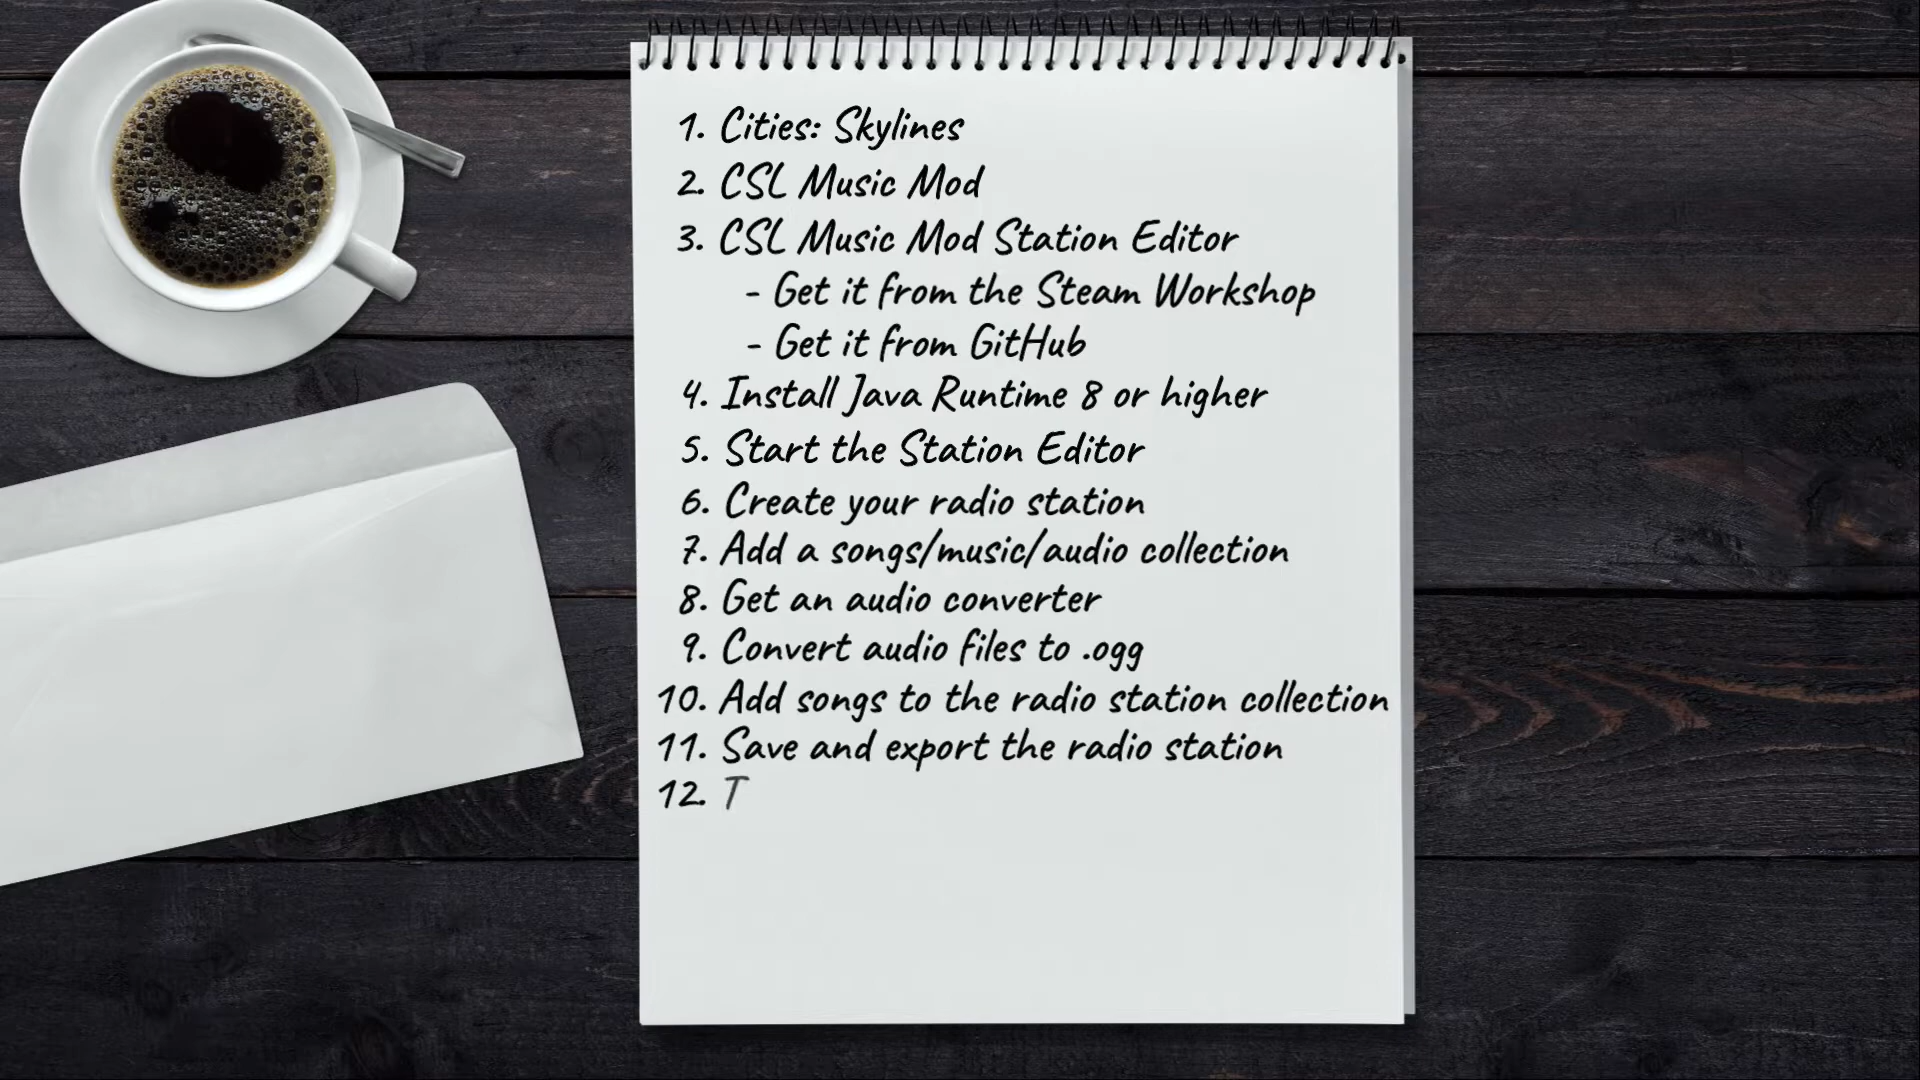 1. Cities: Skylines
2. CSL Music Mod
3. CSL Music Mod Station Editor
- Get it from the Steam Workshop
- Get it from GitHub
4. Install Java Runtime 8 or higher
5. Start the Station Editor
6. Create your radio station
7. Add a songs/music/audio collection
8. Get an audio converter
9. Convert audio files to .ogg
10. Add songs to the radio station collection
11. Save and export the radio station
12. T